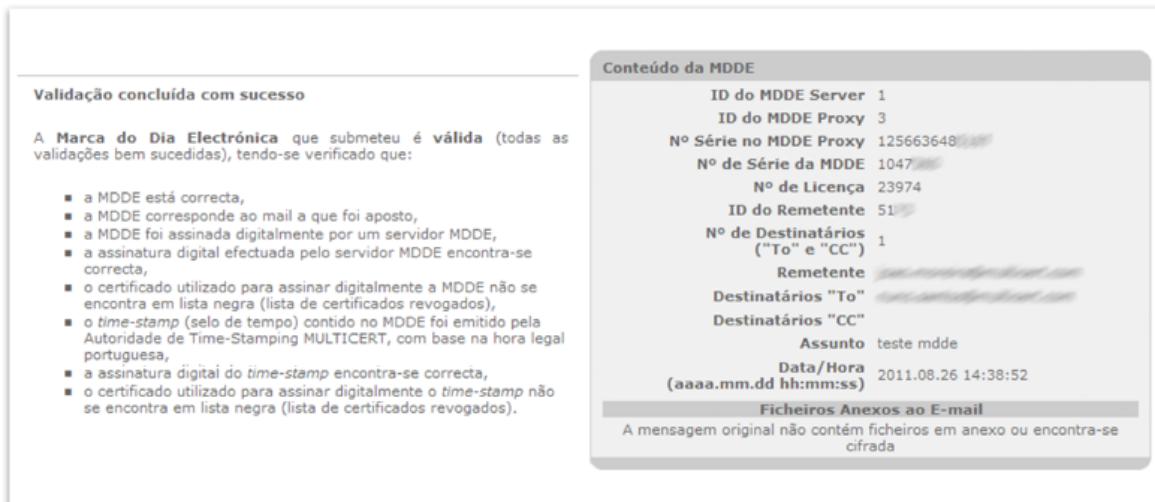 Validação concluída com sucesso
A Marca do Dia Electrónica que submeteu é válida (todas as
validações bem sucedidas), tendo-se verificado que:
a MDDE está correcta,
a MDDE corresponde ao mail a que foi aposto,
a MDDE foi assinada digitalmente por um servidor MDDE,
a assinatura digital efectuada pelo servidor MDDE encontra-se
correcta,
o certificado utilizado para assinar digitalmente a MDDE não se
encontra em lista negra (lista de certificados revogados),
o time-stamp (selo de tempo) contido no MDDE foi emitido pela
Autoridade de Time-Stamping MULTICERT, com base na hora legal
portuguesa,
a assinatura digital do time-stamp encontra-se correcta,
o certificado utilizado para assinar digitalmente o time-stamp não
se encontra em lista negra (lista de certificados revogados).
Conteúdo da MDDE
ID do MDDE Server 1
ID do MDDE Proxy 3
Nº Série no MDDE Proxy 125663648
Nº de Série da MDDE 1047
Nº de Licença 23974
ID do Remetente 51
Nº de Destinatários
("To" e "CC") 1
Remetente
Destinatários "To"
Destinatários "CC"
Assunto teste mdde
Data/Hora
(aaaa.mm.dd hh:mm:ss) 2011.08.26 14:38:52
Ficheiros Anexos ao E-mail
A mensagem original não contém ficheiros em anexo ou encontra-se
cifrada